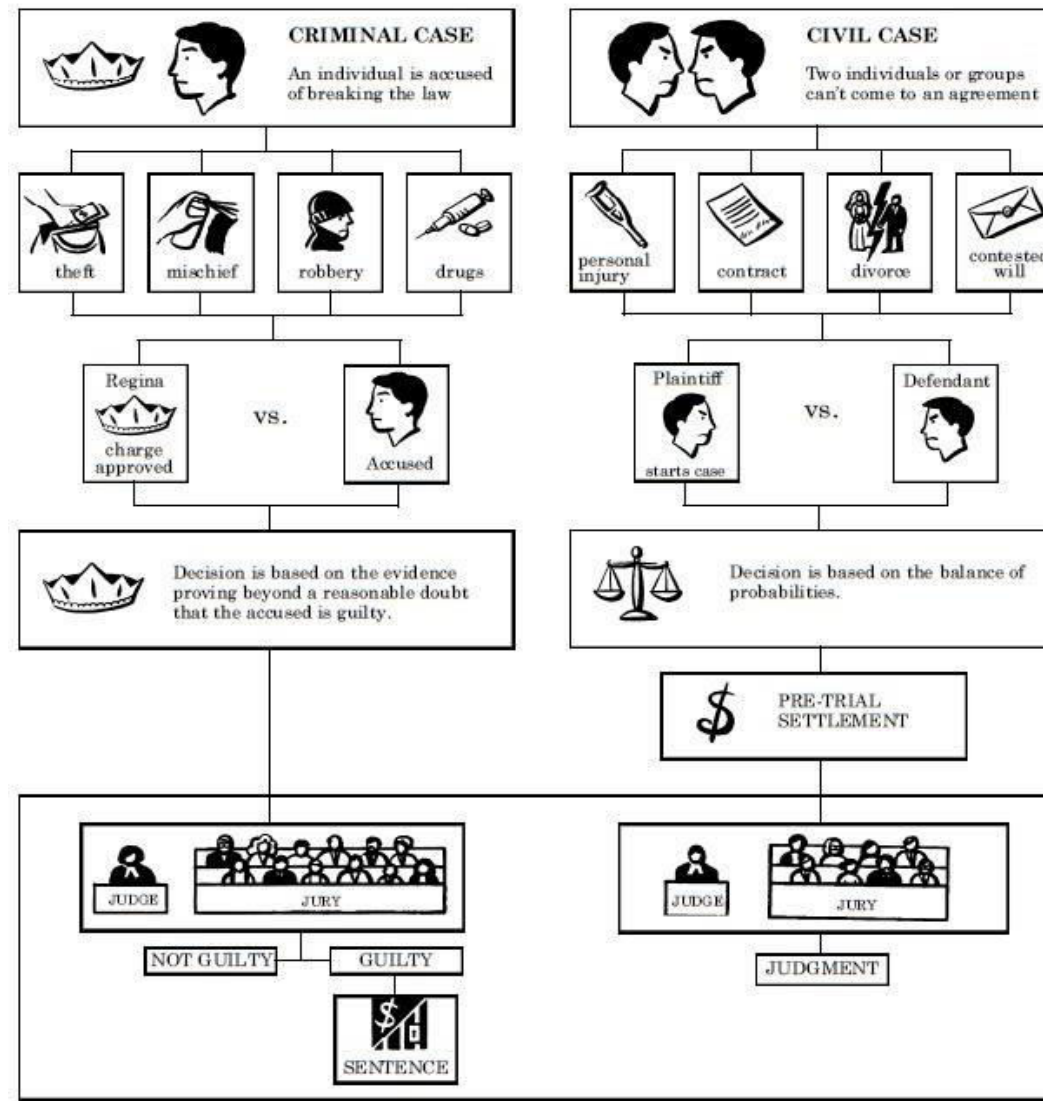 CRIMINAL CASE
An individual is accused
of breaking the law
theft
mischief
robbery
drugs
Regina
charge
approved
vs.
Accused
Decision is based on the evidence
proving beyond a reasonable doubt
that the accused is guilty.
JUDGE
JURY
NOT GUILTY
GUILTY
$
SENTENCE
CIVIL CASE
Two individuals or groups
can't come to an agreement
personal
injury
contract
divorce
contested
will
Plaintiff
starts case
vs.
Defendant
Decision is based on the balance of
probabilities.
$
PRE-TRIAL
SETTLEMENT
JUDGE
JURY
JUDGMENT